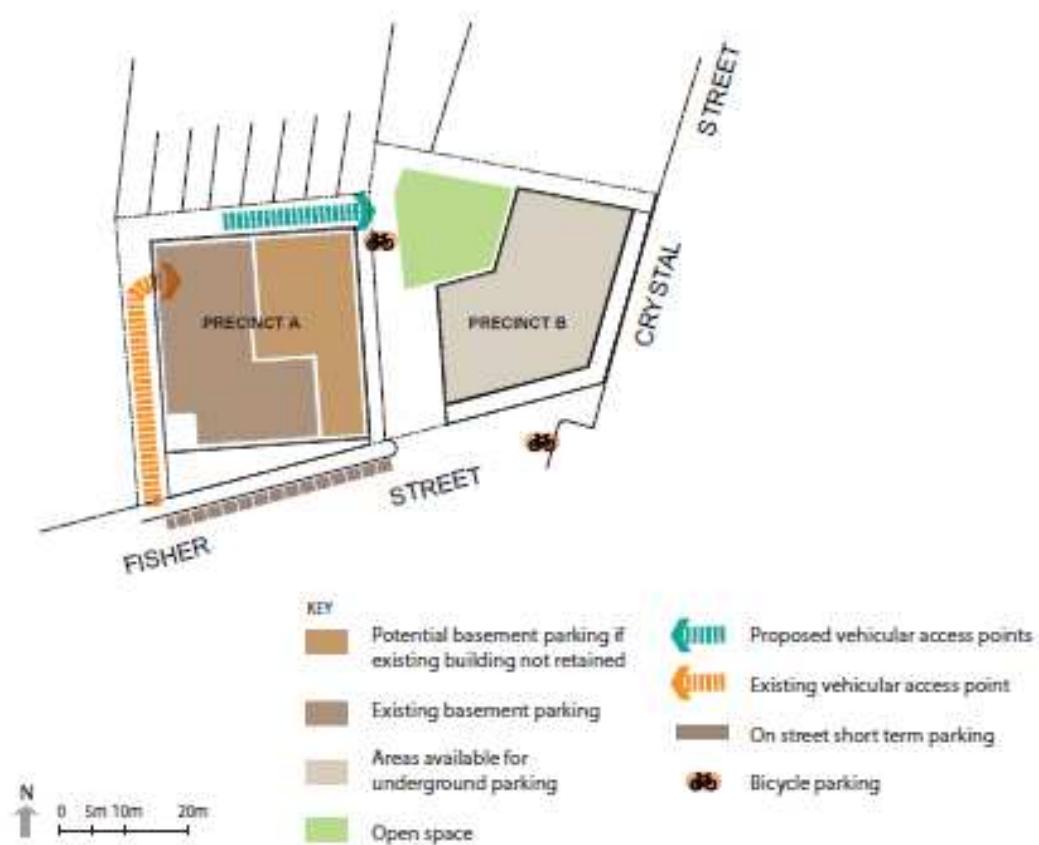 STREET
CRYSTAL
PRECINCT A
PRECINCT B
STREET
FISHER
KEY
Potential basement parking if
existing building not retained
Existing basement parking
Areas available for
underground parking
Open space
Proposed vehicular access points
Existing vehicular access point
On street short term parking
Bicycle parking
N
0 5m 10m 20m